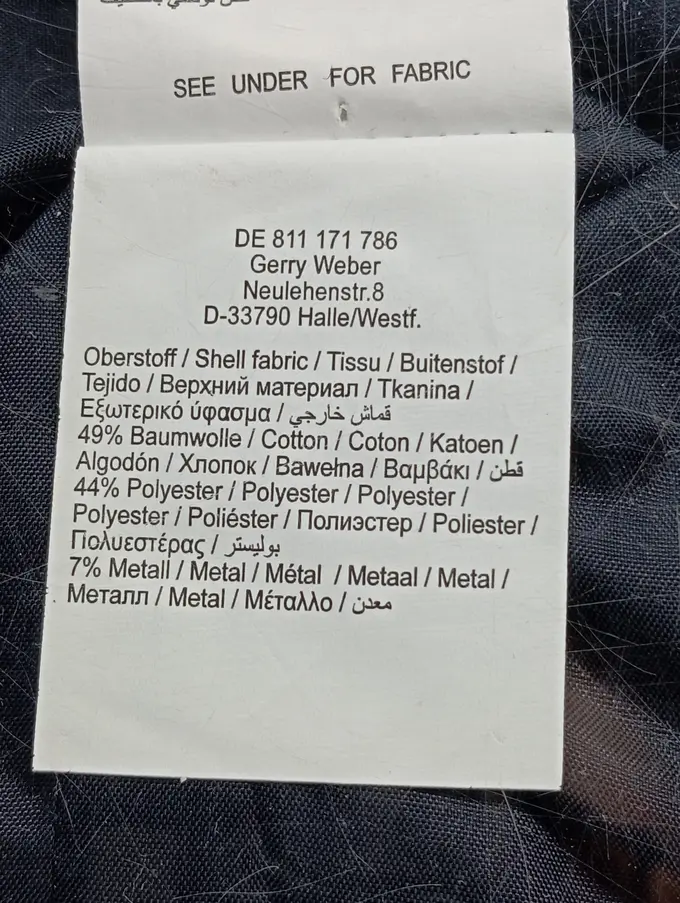 SEE UNDER FOR FABRIC
DE 811 171 786
Gerry Weber
Neulehenstr.8
D-33790 Halle/Westf.
Oberstoff / Shell fabric / Tissu / Buitenstof /
Tejido / Верхний материал / Tkanina /
Εξωτερικό ύφασμα / قماش خارجي
49% Baumwolle / Cotton / Coton / Katoen /
Algodón / Хлопок / Bawełna / Βαμβάκι / قطن
44% Polyester / Polyester / Polyester /
Polyester / Poliéster / Полиэстер / Poliester /
Πολυεστέρας / بوليستر
7% Metall / Metal / Métal / Metaal / Metal /
Металл / Metal / Μέταλλο / معدن